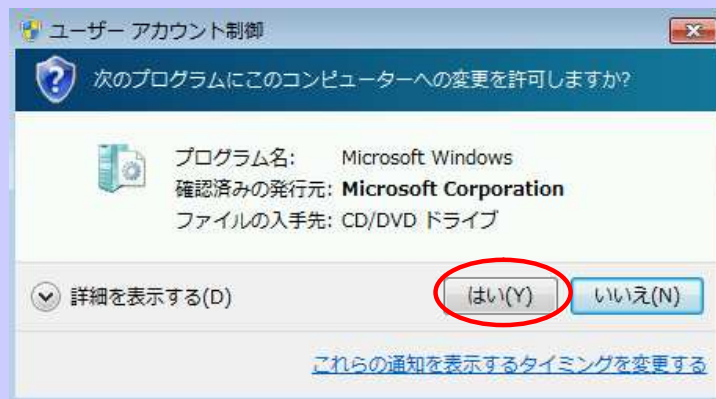 ユーザー アカウント制御
次のプログラムにこのコンピューターへの変更を許可しますか?
プログラム名: Microsoft Windows
確認済みの発行元: Microsoft Corporation
ファイルの入手先: CD/DVD ドライブ
詳細を表示する(D) はい(Y) いいえ(N)
これらの通知を表示するタイミングを変更する